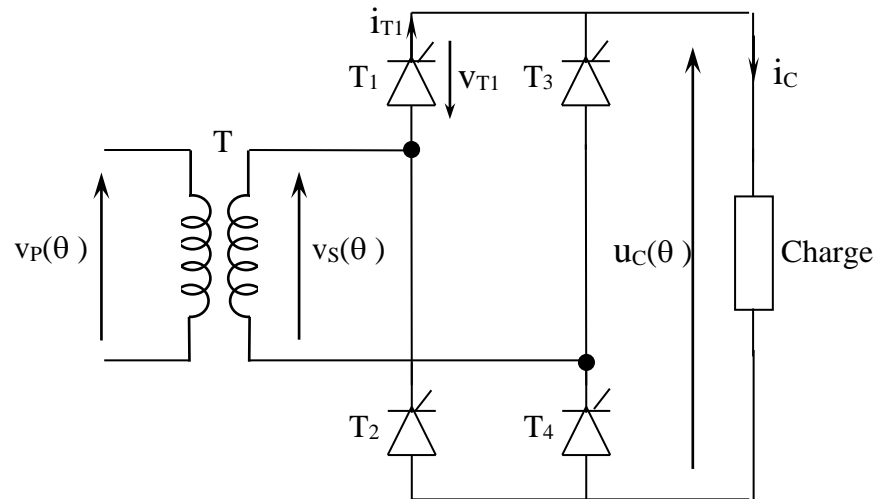 iT1
T1
vT1
T3
iC
T
vP(θ )
vS(θ )
uC(θ )
Charge
T2
T4